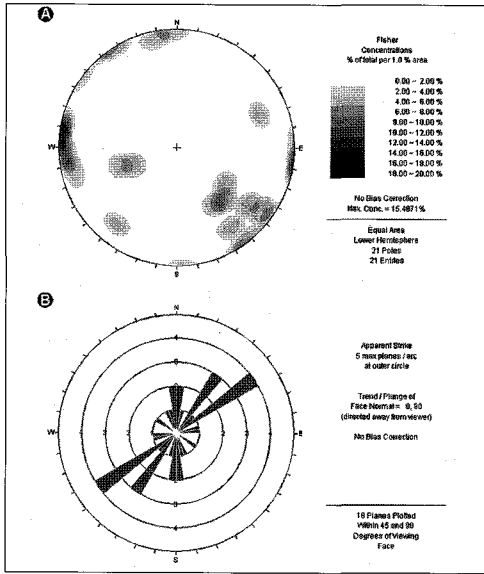 A
N
W
E
S
Fisher
Concentrations
% of total per 1.0 % area
0.00 ~ 2.00 %
2.00 ~ 4.00 %
4.00 ~ 6.00 %
6.00 ~ 8.00 %
8.00 ~ 10.00 %
10.00 ~ 12.00 %
12.00 ~ 14.00 %
14.00 ~ 16.00 %
16.00 ~ 18.00 %
18.00 ~ 20.00 %
No Bias Correction
Max. Conc. = 15.4871%
Equal Area
Lower Hemisphere
21 Poles
21 Entries
B
N
W
E
S
4
4
Apparent Strike
5 max planes / arc
at outer circle
Trend / Plunge of
Face Normal = 0, 90
(directed away from viewer)
No Bias Correction
18 Planes Plotted
Within 45 and 90
Degrees of Viewing
Face